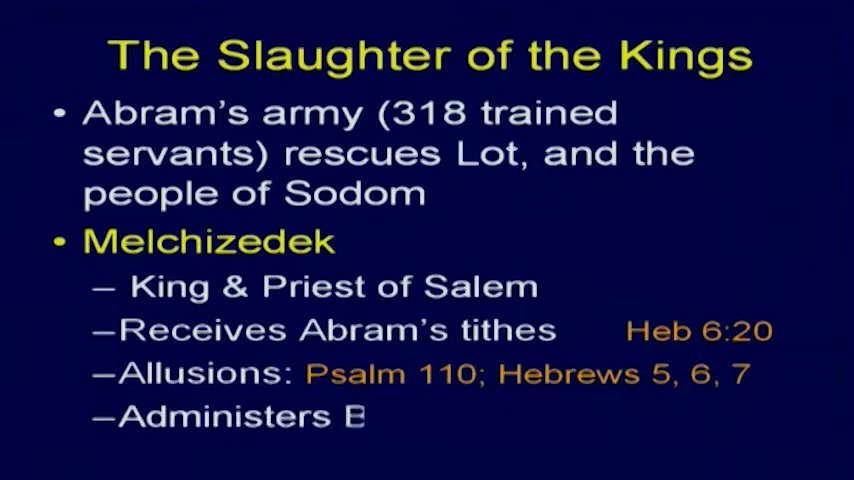 The Slaughter of the Kings
• Abram's army (318 trained
servants) rescues Lot, and the
people of Sodom
• Melchizedek
– King & Priest of Salem
–Receives Abram's tithes Heb 6:20
–Allusions: Psalm 110; Hebrews 5, 6, 7
–Administers B